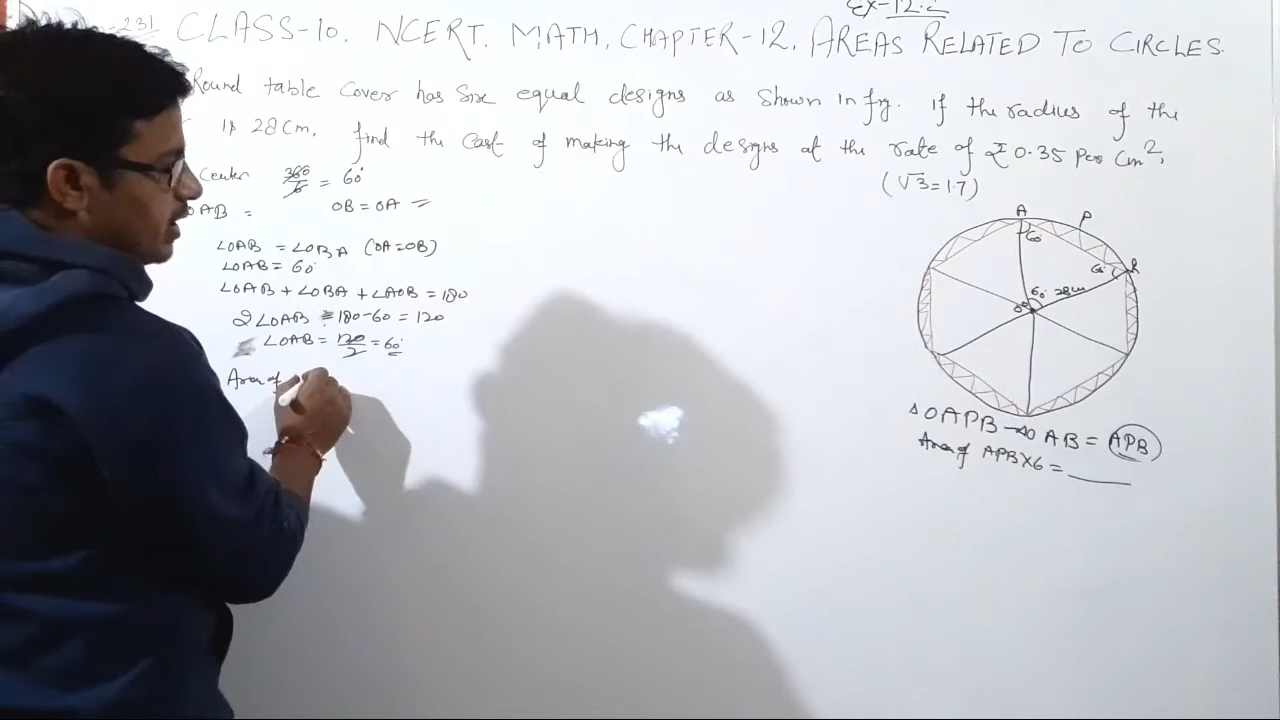 Ex-12.2
231 CLASS-10. NCERT. MATH, CHAPTER-12. AREAS RELATED TO CIRCLES.
Round table cover has six equal designs as shown in fig. if the radius of the
is 28cm. find the cost of making the designs at the rate of ₹0.35 per cm²,
(√3=1.7)
Center 360/6 = 60°
OAB = OB = OA =
∠OAB = ∠OBA (OA=OB)
∠OAB = 60°
∠OAB + ∠OBA + ∠AOB = 180
2∠OAB = 180-60 = 120
∠OAB = 120/2 = 60°
Area of
A P
60°
60° B
60° 28cm
O
△OAPB → △OAB = APB
Area of APB×6 =